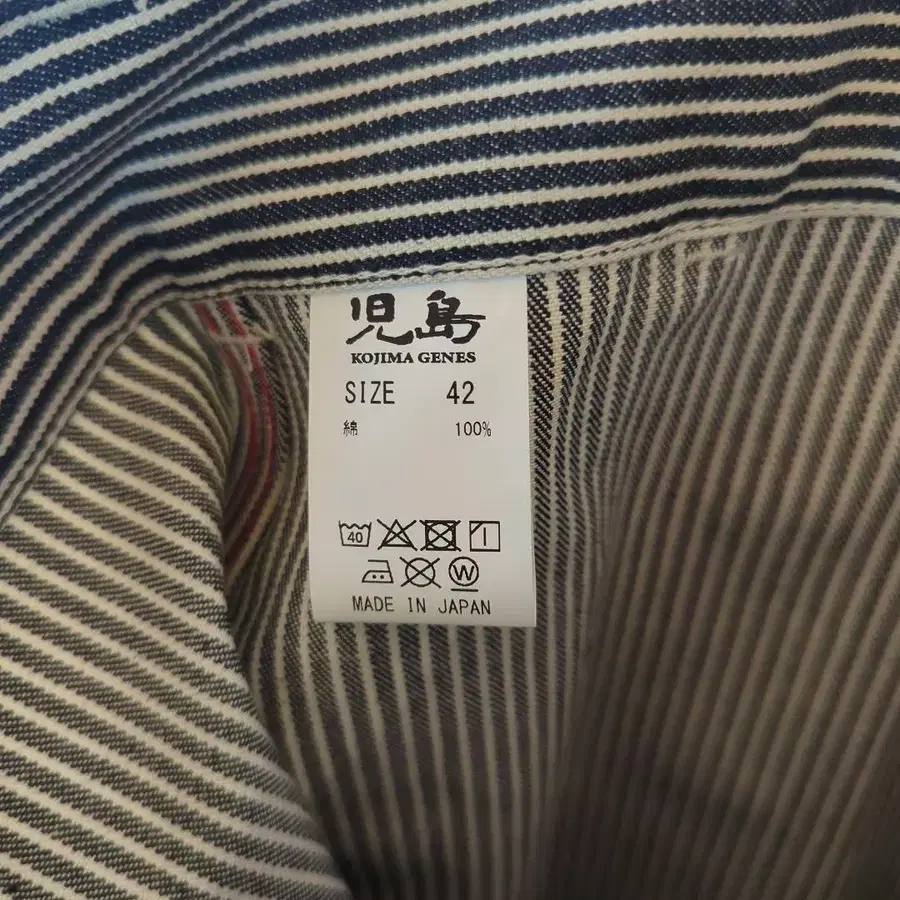 児島
KOJIMA GENES
SIZE 42
綿 100%
40
W
MADE IN JAPAN